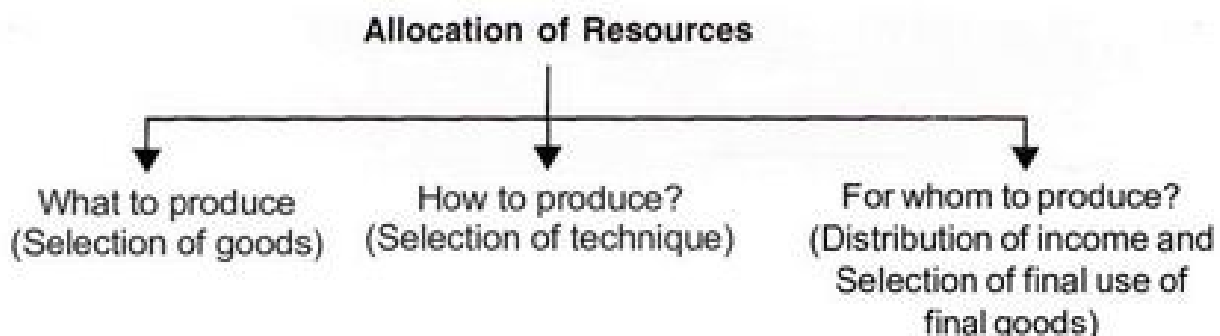 Allocation of Resources
What to produce
(Selection of goods)
How to produce?
(Selection of technique)
For whom to produce?
(Distribution of income and
Selection of final use of
final goods)